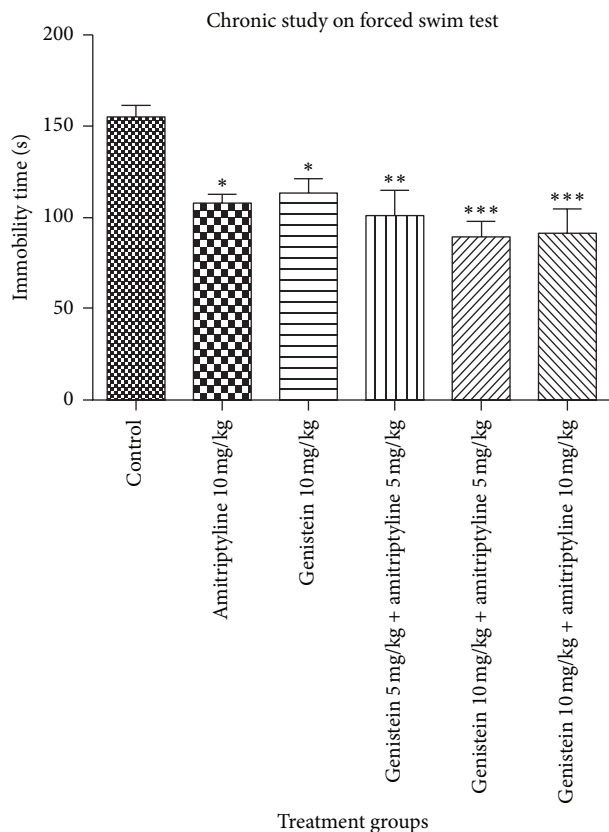 Chronic study on forced swim test
Immobility time (s)
200
150
100
50
0
*
*
**
***
***
Control
Amitriptyline 10 mg/kg
Genistein 10 mg/kg
Genistein 5 mg/kg + amitriptyline 5 mg/kg
Genistein 10 mg/kg + amitriptyline 5 mg/kg
Genistein 10 mg/kg + amitriptyline 10 mg/kg
Treatment groups